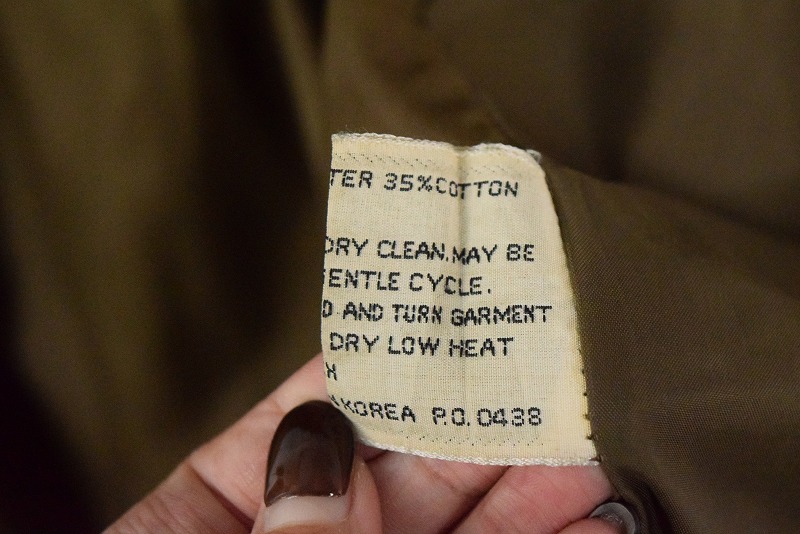 TER 35% COTTON
DRY CLEAN. MAY BE
ENTLE CYCLE.
D AND TURN GARMENT
DRY LOW HEAT
H
KOREA P.O. 0438